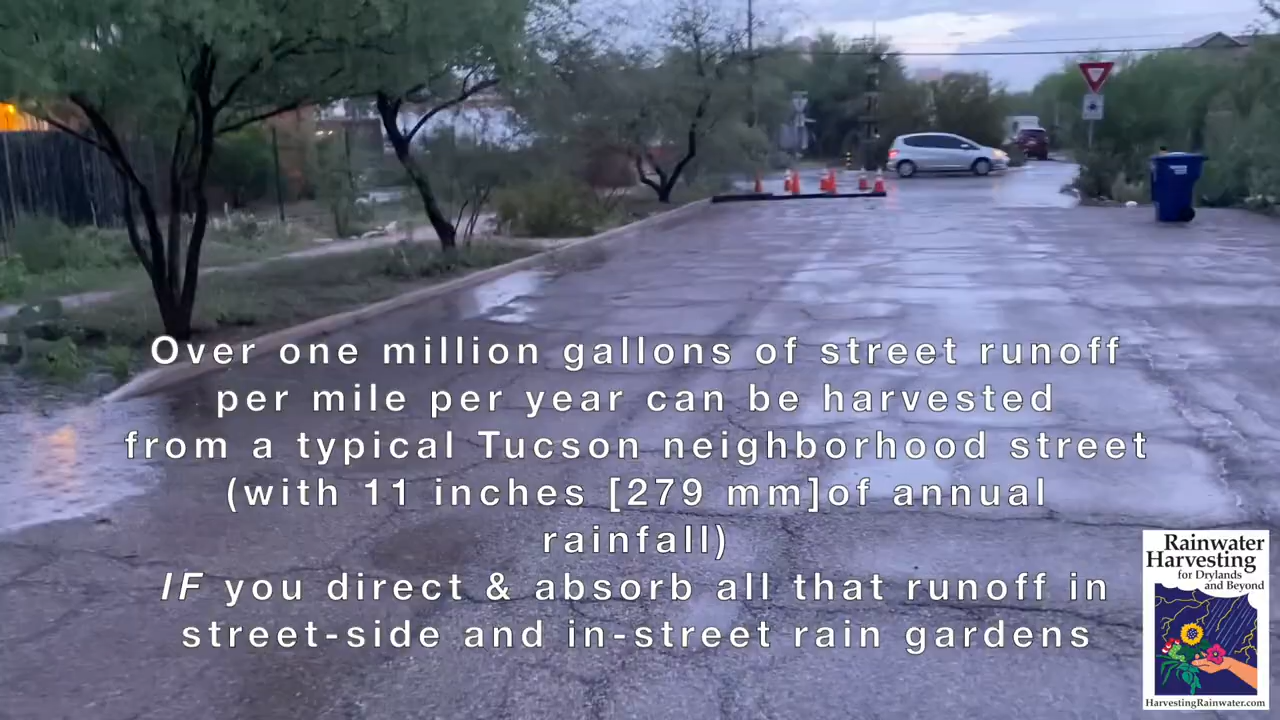 Over one million gallons of street runoff
per mile per year can be harvested
from a typical Tucson neighborhood street
(with 11 inches [279 mm]of annual
rainfall)
IF you direct & absorb all that runoff in
street-side and in-street rain gardens
Rainwater
Harvesting
for Drylands
and Beyond
HarvestingRainwater.com